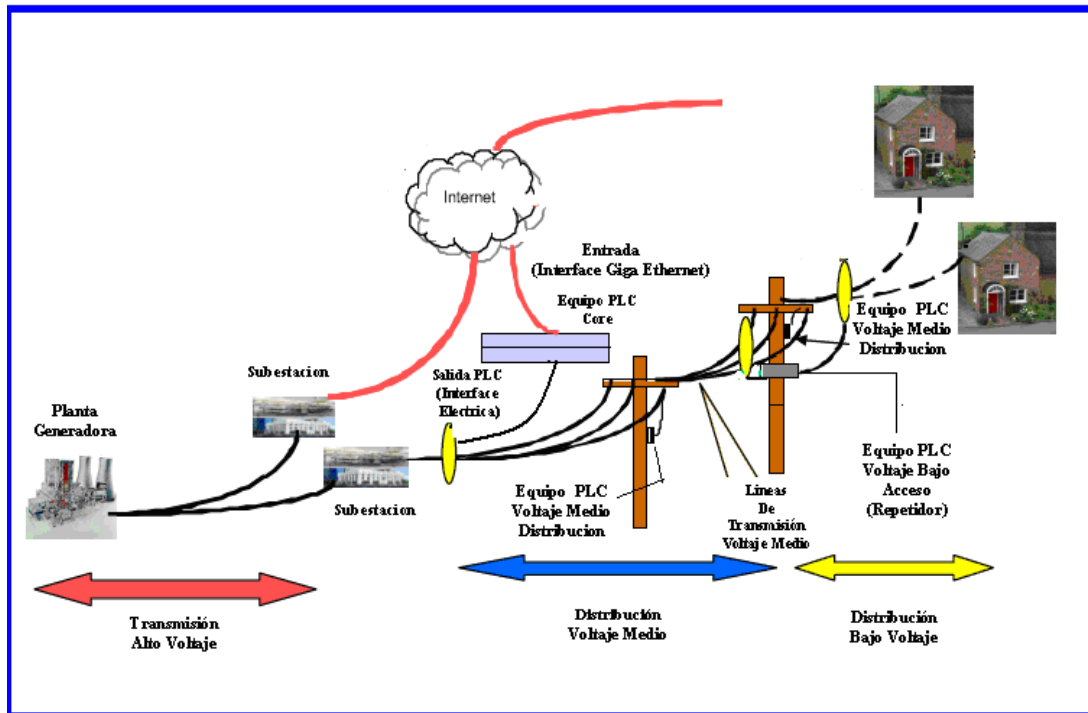 Internet
Entrada
(Interface Giga Ethernet)
Equipo PLC
Core
Equipo PLC
Voltaje Medio
Distribucion
Subestacion
Salida PLC
(Interface
Electrica)
Planta
Generadora
Subestacion
Equipo PLC
Voltaje Medio
Distribucion
Lineas
De
Transmisión
Voltaje Medio
Equipo PLC
Voltaje Bajo
Acceso
(Repetidor)
Transmisión
Alto Voltaje
Distribución
Voltaje Medio
Distribución
Bajo Voltaje